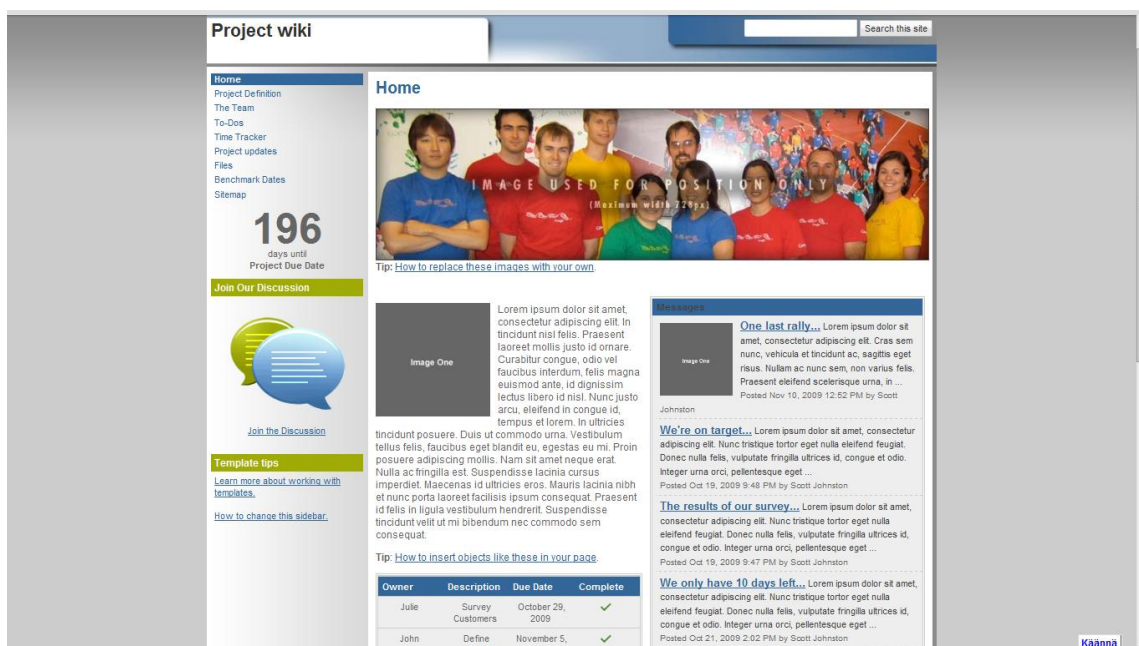 Project wiki
Search this site
Home
Project Definition
The Team
To-Dos
Time Tracker
Project updates
Files
Benchmark Dates
Sitemap
196
days until
Project Due Date
Join Our Discussion
Join the Discussion
Template tips
Learn more about working with
templates.
How to change this sidebar.
Home
IMAGE USED FOR POSITION ONLY
(Maximum width 728px)
Tip: How to replace these images with your own.
Image One
Lorem ipsum dolor sit amet,
consectetur adipiscing elit. In
tincidunt nisl felis. Praesent
laoreet mollis justo id ornare.
Curabitur congue, odio vel
faucibus interdum, felis magna
euismod ante, id dignissim
lectus libero id nisl. Nunc justo
arcu, eleifend in congue id,
tempus et lorem. In ultricies
tincidunt posuere. Duis ut commodo urna. Vestibulum
tellus felis, faucibus eget blandit eu, egestas eu mi. Proin
posuere adipiscing mollis. Nam sit amet neque erat.
Nulla ac fringilla est. Suspendisse lacinia cursus
imperdiet. Maecenas id ultricies eros. Mauris lacinia nibh
et nunc porta laoreet facilisis ipsum consequat. Praesent
id felis in ligula vestibulum hendrerit. Suspendisse
tincidunt velit ut mi bibendum nec commodo sem
consequat.
Tip: How to insert objects like these in your page.
Owner Description Due Date Complete
Julie Survey October 29,
Customers 2009
John Define November 5,
Messages
Image One
One last rally... Lorem ipsum dolor sit
amet, consectetur adipiscing elit. Cras sem
nunc, vehicula et tincidunt ac, sagittis eget
risus. Nullam ac nunc sem, non varius felis.
Praesent eleifend scelerisque urna, in ...
Posted Nov 10, 2009 12:52 PM by Scott
Johnston
We're on target... Lorem ipsum dolor sit amet, consectetur
adipiscing elit. Nunc tristique tortor eget nulla eleifend feugiat.
Donec nulla felis, vulputate fringilla ultrices id, congue et odio.
Integer urna orci, pellentesque eget ...
Posted Oct 19, 2009 9:48 PM by Scott Johnston
The results of our survey... Lorem ipsum dolor sit amet,
consectetur adipiscing elit. Nunc tristique tortor eget nulla
eleifend feugiat. Donec nulla felis, vulputate fringilla ultrices id,
congue et odio. Integer urna orci, pellentesque eget ...
Posted Oct 19, 2009 9:47 PM by Scott Johnston
We only have 10 days left... Lorem ipsum dolor sit amet,
consectetur adipiscing elit. Nunc tristique tortor eget nulla
eleifend feugiat. Donec nulla felis, vulputate fringilla ultrices id,
congue et odio. Integer urna orci, pellentesque eget ...
Posted Oct 21, 2009 2:02 PM by Scott Johnston
Käännä